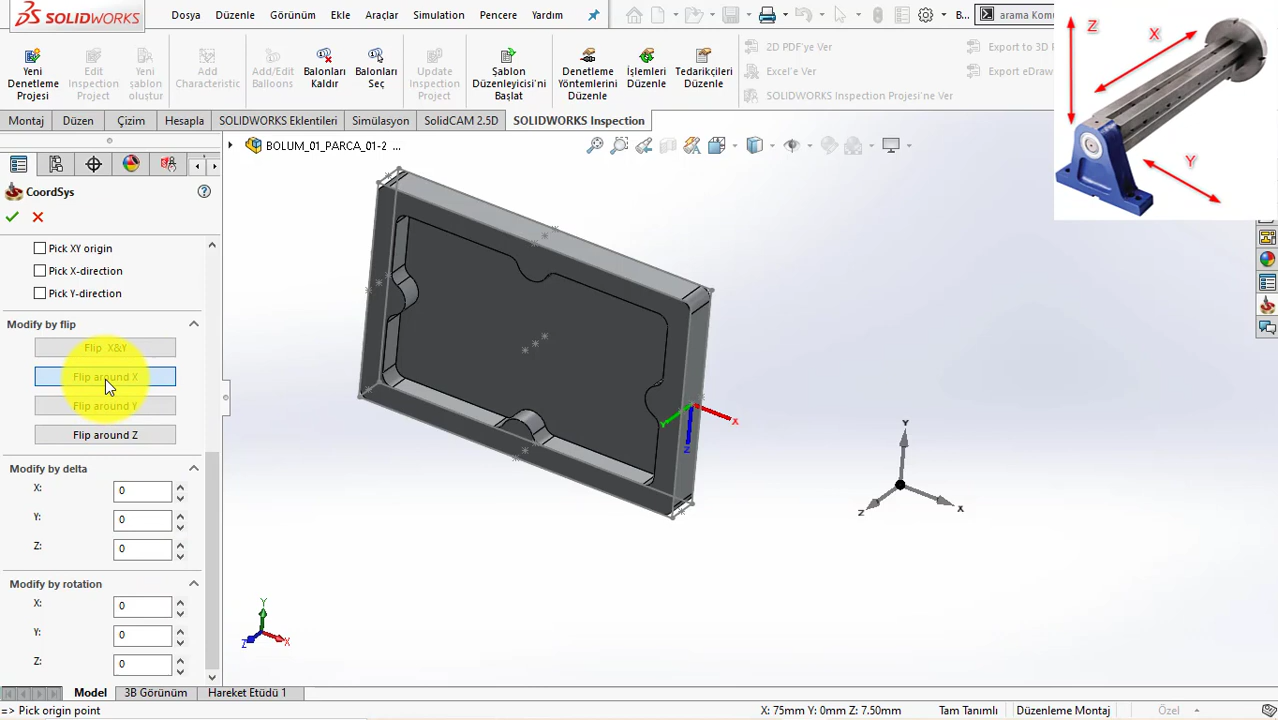 SOLIDWORKS
Dosya Düzenle Görünüm Ekle Araçlar Simulation Pencere Yardım
B...
arama Komu
Yeni Denetleme Projesi
Edit Inspection Project
Yeni şablon oluştur
Add Characteristic
Add/Edit Balloons
Balonları Kaldır
Balonları Seç
Update Inspection Project
Şablon Düzenleyicisi'ni Başlat
Denetleme Yöntemlerini Düzenle
İşlemleri Düzenle
Tedarikçileri Düzenle
2D PDF'ye Ver
Excel'e Ver
SOLIDWORKS Inspection Projesi'ne Ver
Export to 3D P
Export eDraw
Z
X
Y
Montaj Düzen Çizim Hesapla SOLIDWORKS Eklentileri Simülasyon SolidCAM 2.5D SOLIDWORKS Inspection
BOLUM_01_PARCA_01-2 ...
CoordSys
Pick XY origin
Pick X-direction
Pick Y-direction
Modify by flip
Flip X&Y
Flip around X
Flip around Y
Flip around Z
Modify by delta
X: 0
Y: 0
Z: 0
Modify by rotation
X: 0
Y: 0
Z: 0
X
Y
Z
Y
X
Z
Y
Z
X
Model 3B Görünüm Hareket Etüdü 1
=> Pick origin point
X: 75mm Y: 0mm Z: 7.50mm
Tam Tanımlı
Düzenleme Montaj
Özel